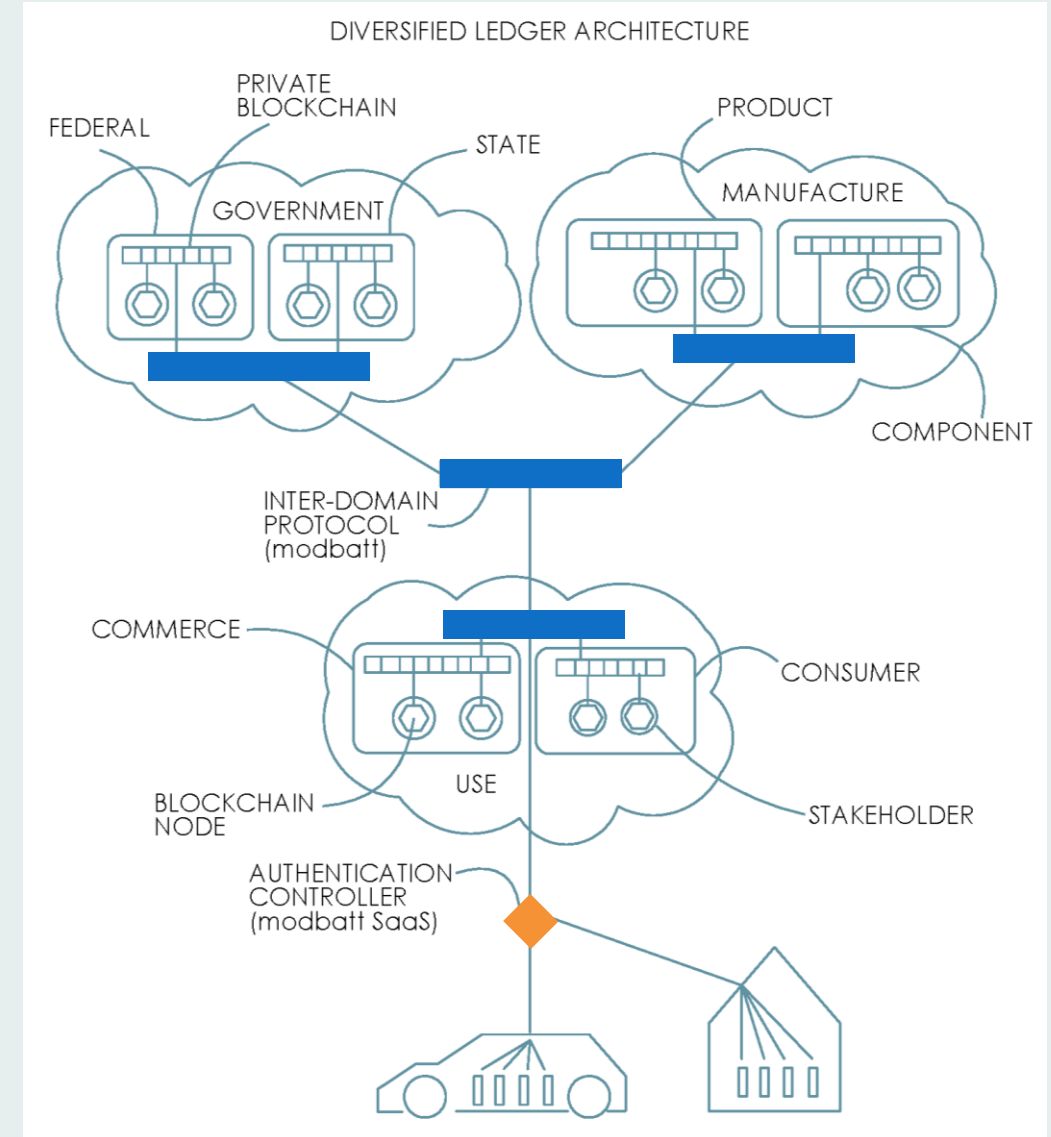 DIVERSIFIED LEDGER ARCHITECTURE
PRIVATE
BLOCKCHAIN
FEDERAL
STATE
PRODUCT
GOVERNMENT
MANUFACTURE
COMPONENT
INTER-DOMAIN
PROTOCOL
(modbatt)
COMMERCE
CONSUMER
USE
BLOCKCHAIN
NODE
STAKEHOLDER
AUTHENTICATION
CONTROLLER
(modbatt SaaS)